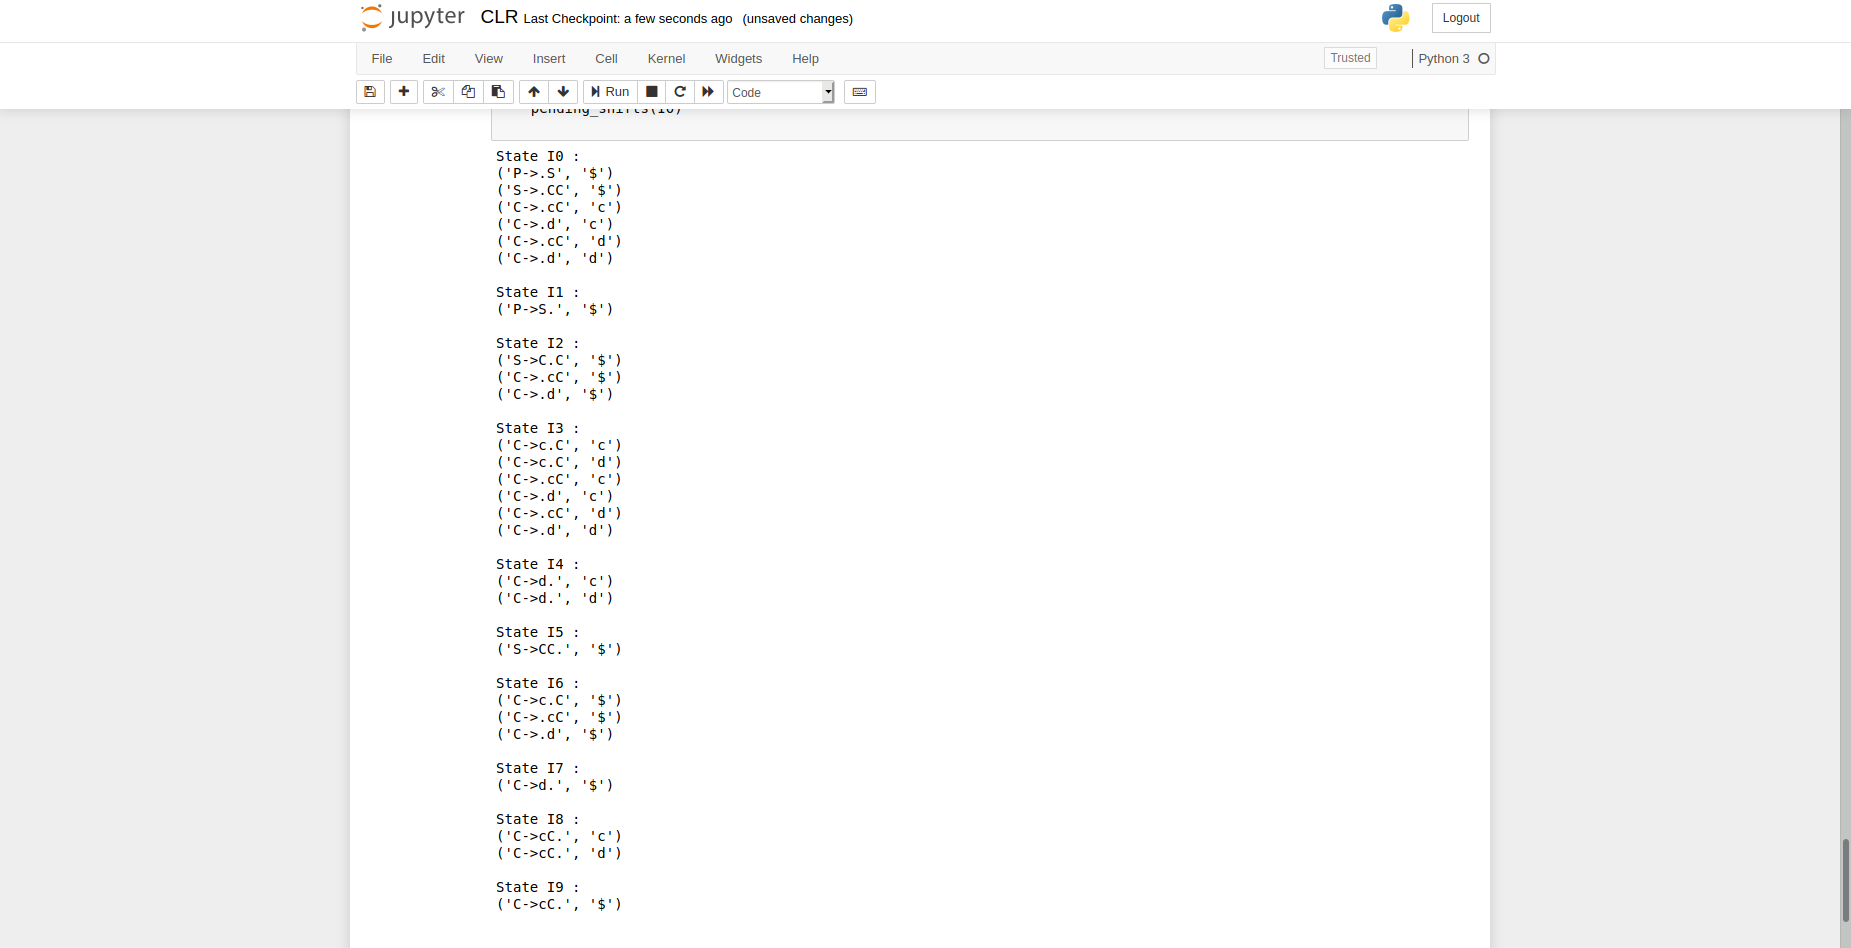 jupyter CLR Last Checkpoint: a few seconds ago (unsaved changes) Logout
File Edit View Insert Cell Kernel Widgets Help Trusted Python 3
Run Code
pending_shifts(I0)
State I0 :
('P->.S', '$')
('S->.CC', '$')
('C->.cC', 'c')
('C->.d', 'c')
('C->.cC', 'd')
('C->.d', 'd')
State I1 :
('P->S.', '$')
State I2 :
('S->C.C', '$')
('C->.cC', '$')
('C->.d', '$')
State I3 :
('C->c.C', 'c')
('C->c.C', 'd')
('C->.cC', 'c')
('C->.d', 'c')
('C->.cC', 'd')
('C->.d', 'd')
State I4 :
('C->d.', 'c')
('C->d.', 'd')
State I5 :
('S->CC.', '$')
State I6 :
('C->c.C', '$')
('C->.cC', '$')
('C->.d', '$')
State I7 :
('C->d.', '$')
State I8 :
('C->cC.', 'c')
('C->cC.', 'd')
State I9 :
('C->cC.', '$')